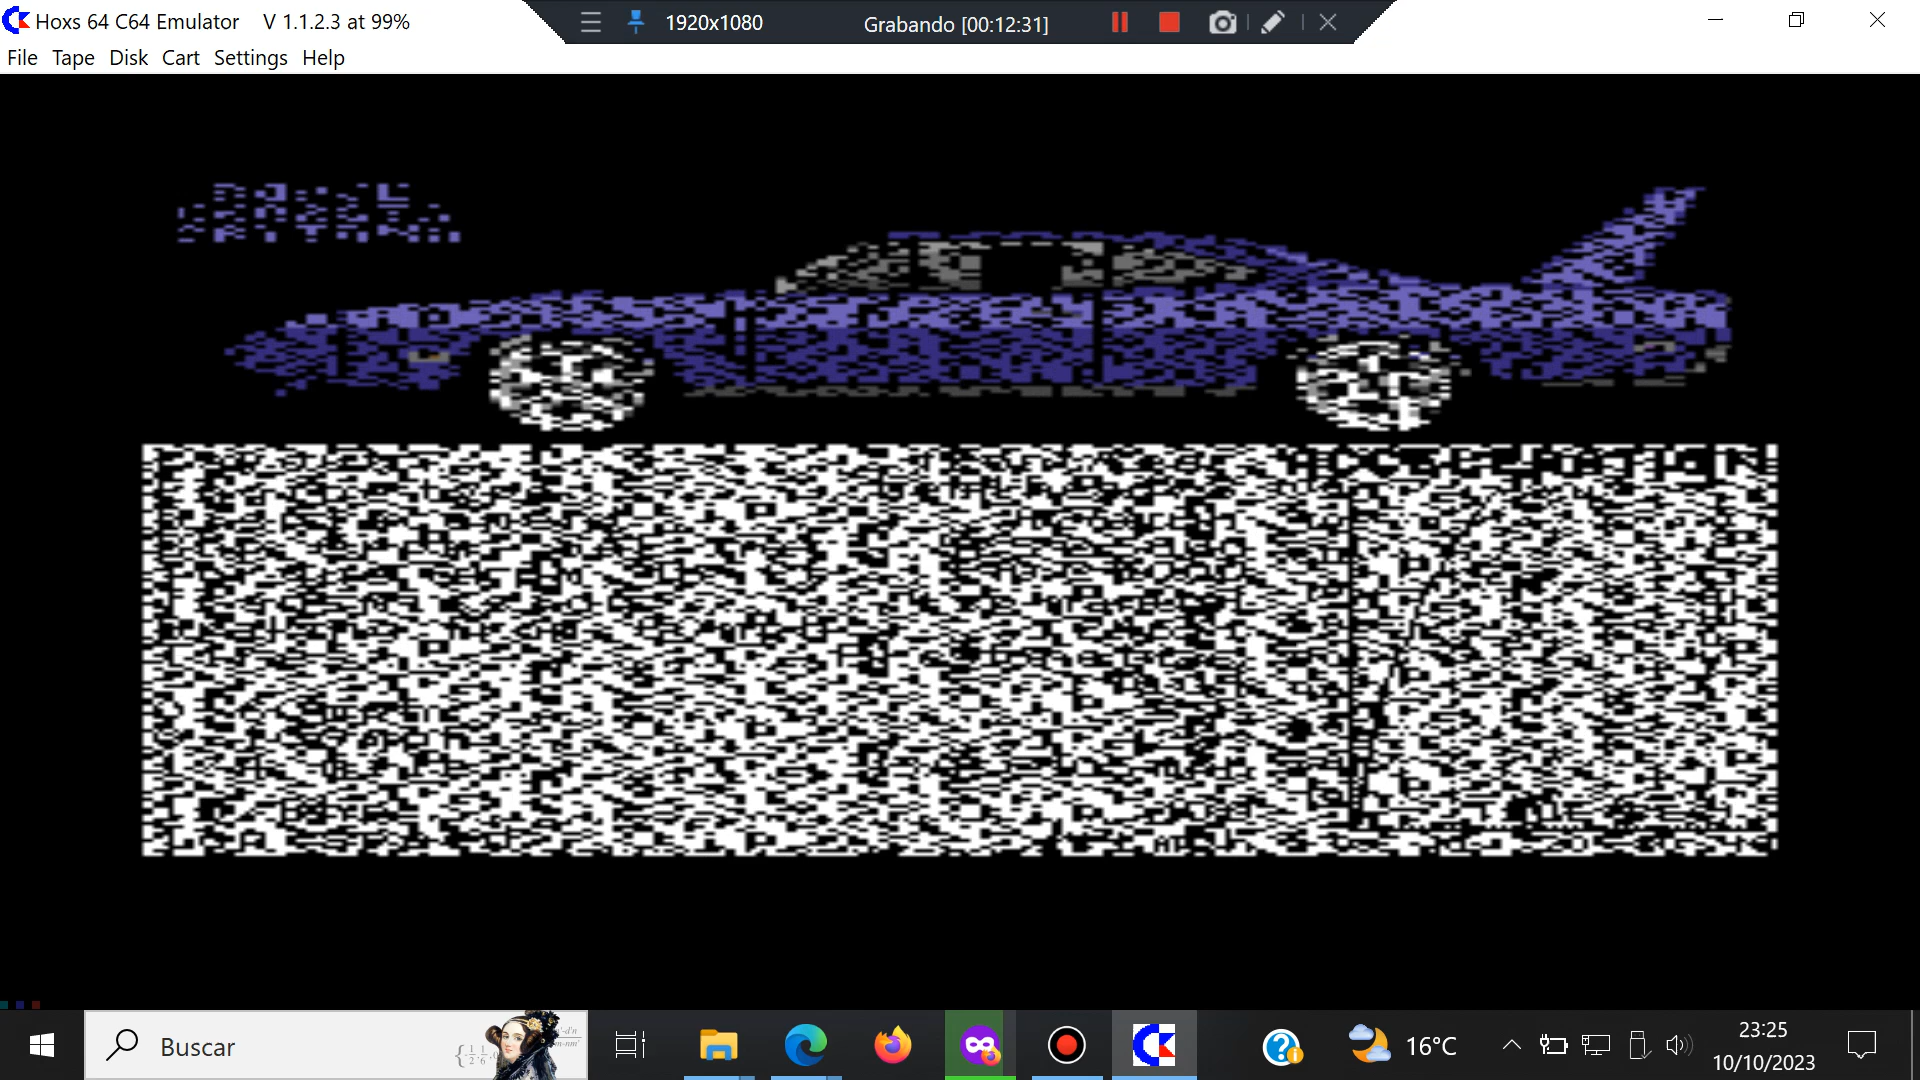 Hoxs 64 C64 Emulator V 1.1.2.3 at 99%
1920x1080
Grabando [00:12:31]
File Tape Disk Cart Settings Help
Buscar
16°C
23:25
10/10/2023